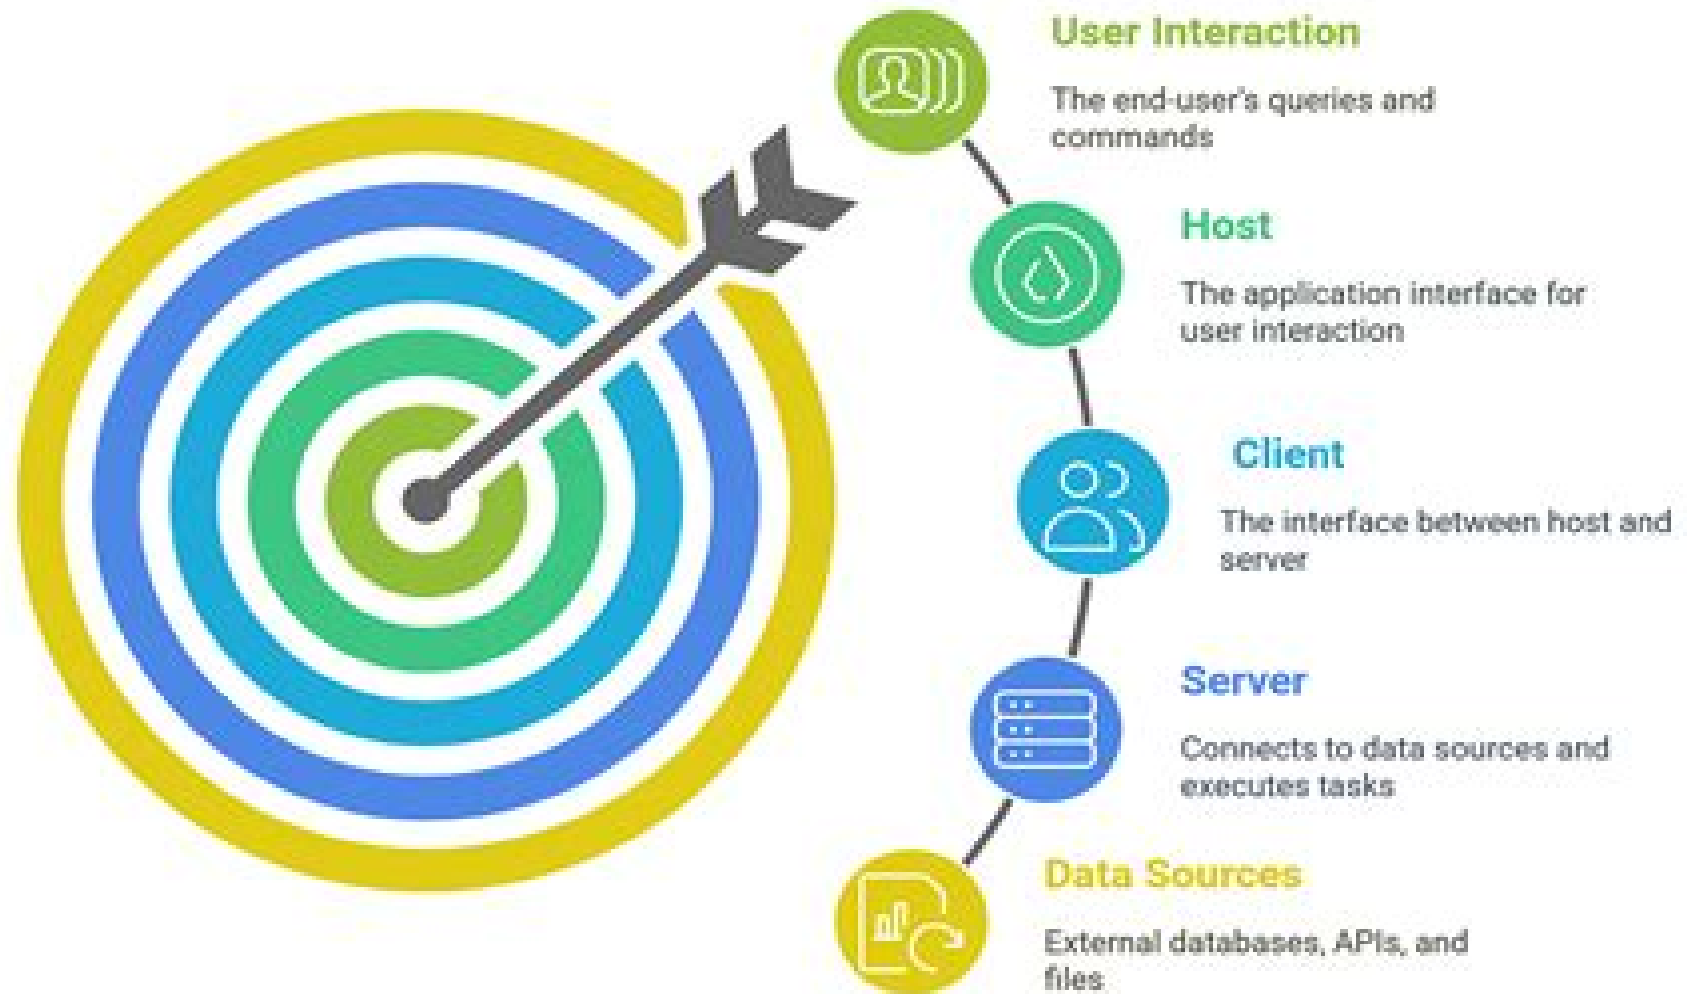 User Interaction
The end-user's queries and
commands
Host
The application interface for
user interaction
Client
The interface between host and
server
Server
Connects to data sources and
executes tasks
Data Sources
External databases, APIs, and
files